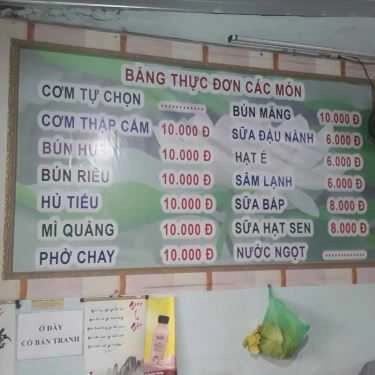 BẢNG THỰC ĐƠN CÁC MÓN
CƠM TỰ CHỌN ............
CƠM THẬP CẨM 10.000 Đ
BÚN HUẾ 10.000 Đ
BÚN RIÊU 10.000 Đ
HỦ TIẾU 10.000 Đ
MÌ QUẢNG 10.000 Đ
PHỞ CHAY 10.000 Đ
BÚN MĂNG 10.000 Đ
SỮA ĐẬU NÀNH 6.000 Đ
HẠT É 6.000 Đ
SÂM LẠNH 6.000 Đ
SỮA BẮP 8.000 Đ
SỮA HẠT SEN 8.000 Đ
NƯỚC NGỌT ............
Ở ĐÂY
CÓ BÁN TRANH